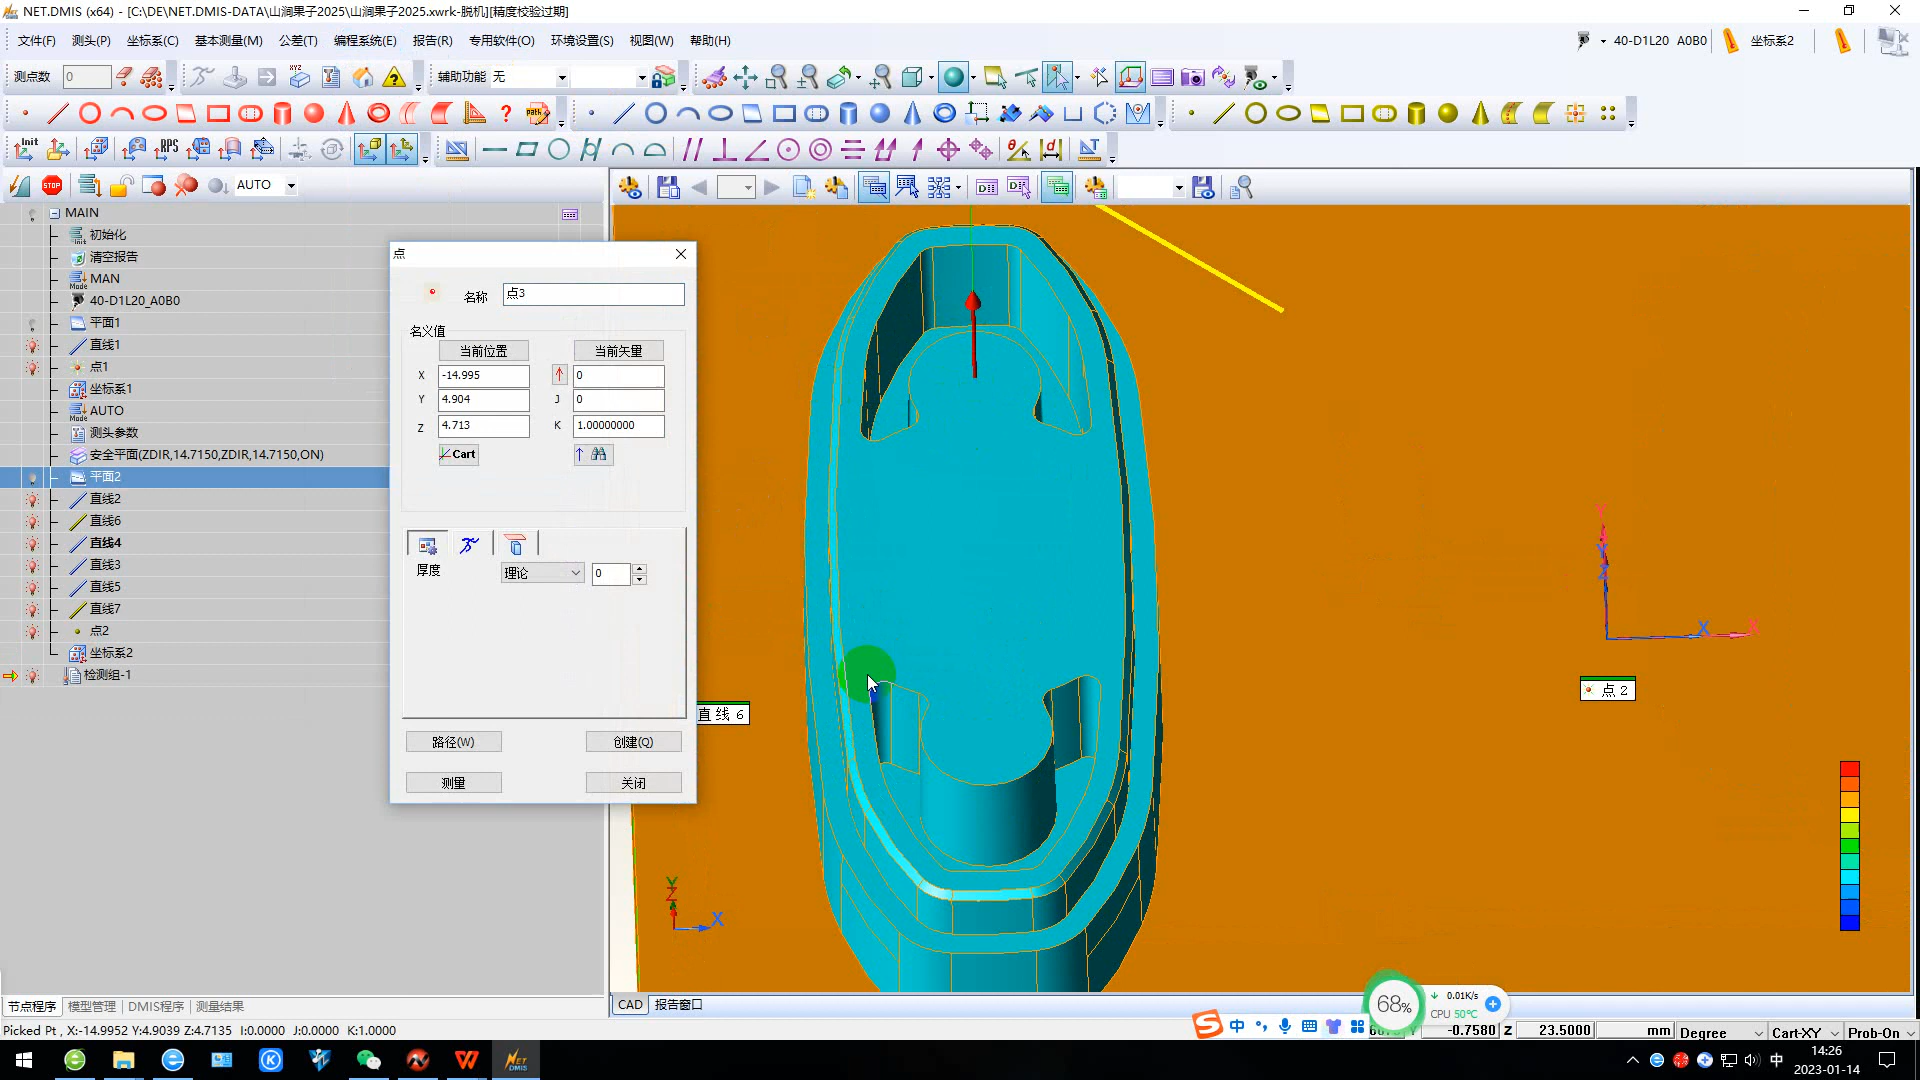 NET.DMIS (x64) - [C:\DE\NET.DMIS-DATA\山涧果子2025\山涧果子2025.xwrk-脱机][精度校验过期]
文件(F) 测头(P) 坐标系(C) 基本测量(M) 公差(T) 编程系统(E) 报告(R) 专用软件(O) 环境设置(S) 视图(W) 帮助(H)
40-D1L20 A0B0 坐标系2
测点数 0 辅助功能 无
Init RPS
STOP AUTO
MAIN
初始化
清空报告
MAN
40-D1L20_A0B0
平面1
直线1
点1
坐标系1
AUTO
测头参数
安全平面(ZDIR,14.7150,ZDIR,14.7150,ON)
平面2
直线2
直线6
直线4
直线3
直线5
直线7
点2
坐标系2
检测组-1
点
名称 点3
名义值
当前位置 当前矢量
X -14.995 0
Y 4.904 J 0
Z 4.713 K 1.00000000
Cart
厚度 理论 0
路径(W) 创建(Q)
测量 关闭
直线 6
点 2
Y
Z
X
X
Y
Z
X
节点程序 模型管理 DMIS程序 测量结果
CAD 报告窗口
68% 0.01K/s
CPU 50℃
Picked Pt , X:-14.9952 Y:4.9039 Z:4.7135 I:0.0000 J:0.0000 K:1.0000
中
-0.7580 Z 23.5000 mm Degree Cart-XY Prob-On
NET DMIS
中 14:26
2023-01-14